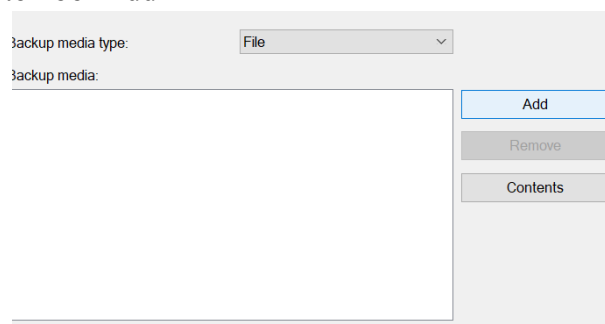 Backup media type:
File
Backup media:
Add
Remove
Contents